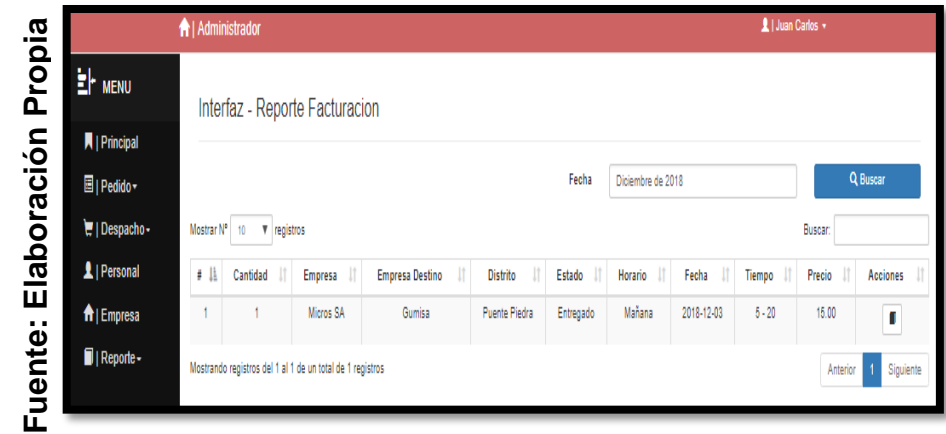 Fuente: Elaboración Propia
| Administrador
| Juan Carlos
MENU
| Principal
| Pedido
| Despacho
| Personal
| Empresa
| Reporte
Interfaz - Reporte Facturacion
Fecha Diciembre de 2018 Buscar
Mostrar Nº 10 registros Buscar:
# Cantidad Empresa Empresa Destino Distrito Estado Horario Fecha Tiempo Precio Acciones
1 1 Micros SA Gumisa Puente Piedra Entregado Mañana 2018-12-03 5 - 20 15.00
Mostrando registros del 1 al 1 de un total de 1 registros
Anterior 1 Siguiente